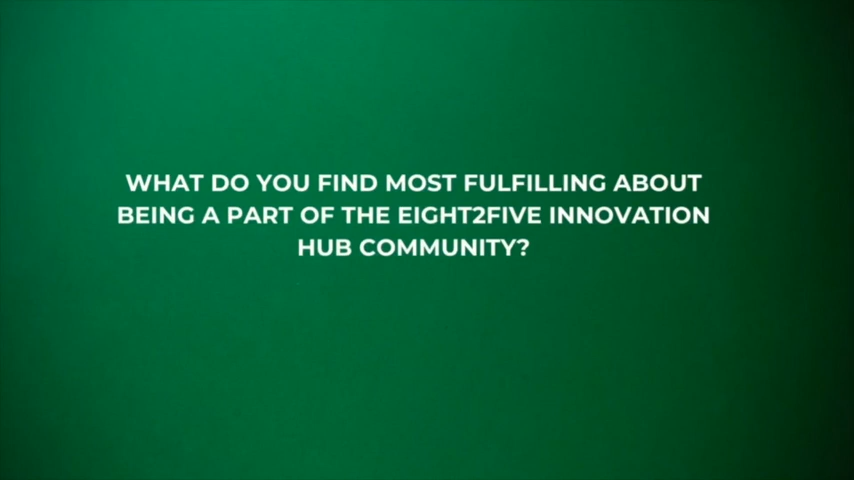 WHAT DO YOU FIND MOST FULFILLING ABOUT
BEING A PART OF THE EIGHT2FIVE INNOVATION
HUB COMMUNITY?